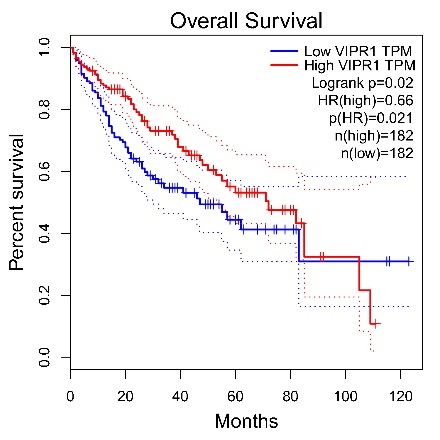 Overall Survival
Low VIPR1 TPM
High VIPR1 TPM
Logrank p=0.02
HR(high)=0.66
p(HR)=0.021
n(high)=182
n(low)=182
Percent survival
1.0
0.8
0.6
0.4
0.2
0.0
0 20 40 60 80 100 120
Months